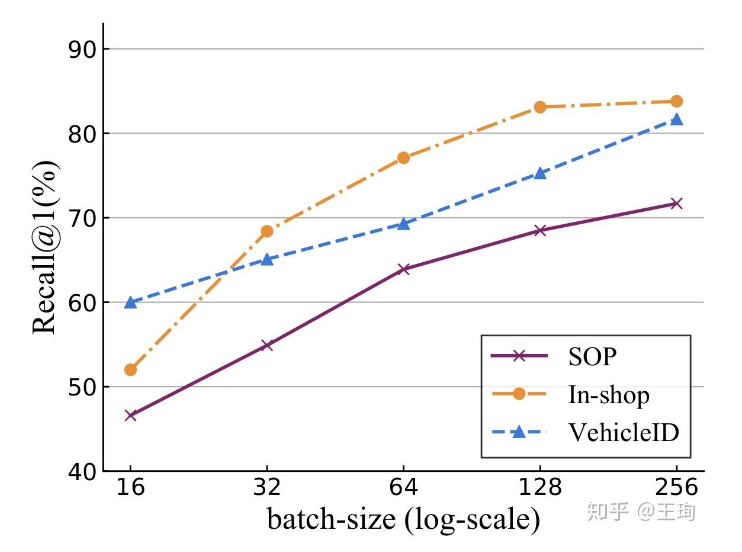 90
80
70
60
50
40
Recall@1(%)
SOP
In-shop
VehicleID
16 32 64 128 256
batch-size (log-scale)
知乎 @王珣